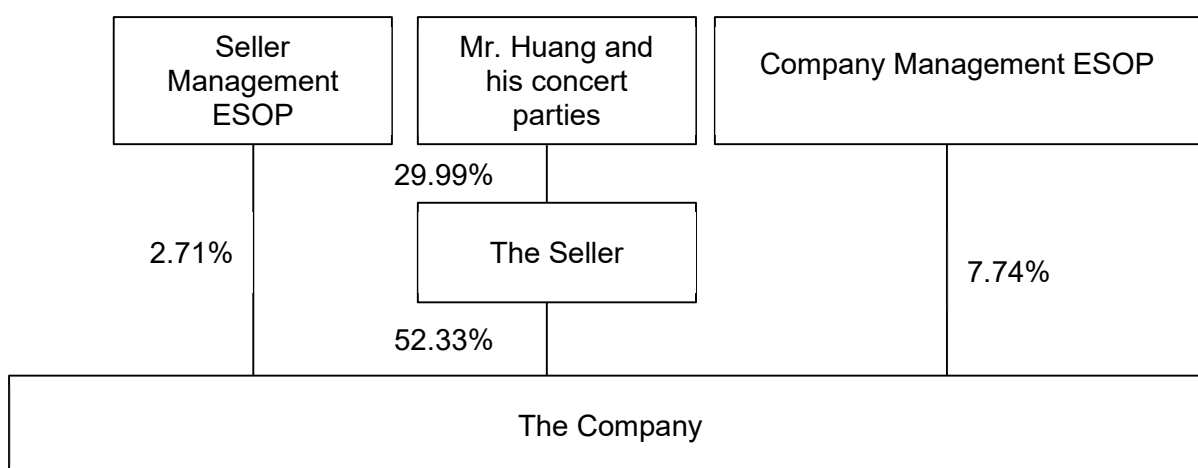 Seller
Management
ESOP
Mr. Huang and
his concert
parties
Company Management ESOP
29.99%
2.71%
The Seller
7.74%
52.33%
The Company